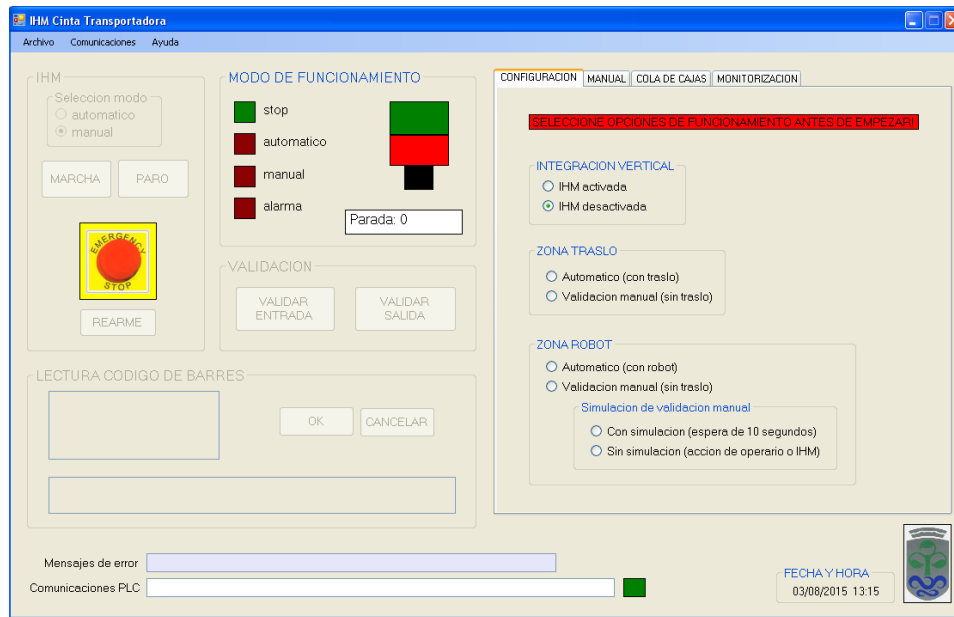 IHM Cinta Transportadora
Archivo Comunicaciones Ayuda
IHM
Seleccion modo
automatico
manual
MARCHA PARO
EMERGENCY
STOP
REARME
MODO DE FUNCIONAMIENTO
stop
automatico
manual
alarma
Parada: 0
VALIDACION
VALIDAR
ENTRADA
VALIDAR
SALIDA
LECTURA CODIGO DE BARRES
OK CANCELAR
CONFIGURACION MANUAL COLA DE CAJAS MONITORIZACION
SELECCIONE OPCIONES DE FUNCIONAMIENTO ANTES DE EMPEZAR!
INTEGRACION VERTICAL
IHM activada
IHM desactivada
ZONA TRASLO
Automatico (con traslo)
Validacion manual (sin traslo)
ZONA ROBOT
Automatico (con robot)
Validacion manual (sin traslo)
Simulacion de validacion manual
Con simulacion (espera de 10 segundos)
Sin simulacion (accion de operario o IHM)
Mensajes de error
Comunicaciones PLC
FECHA Y HORA
03/08/2015 13:15